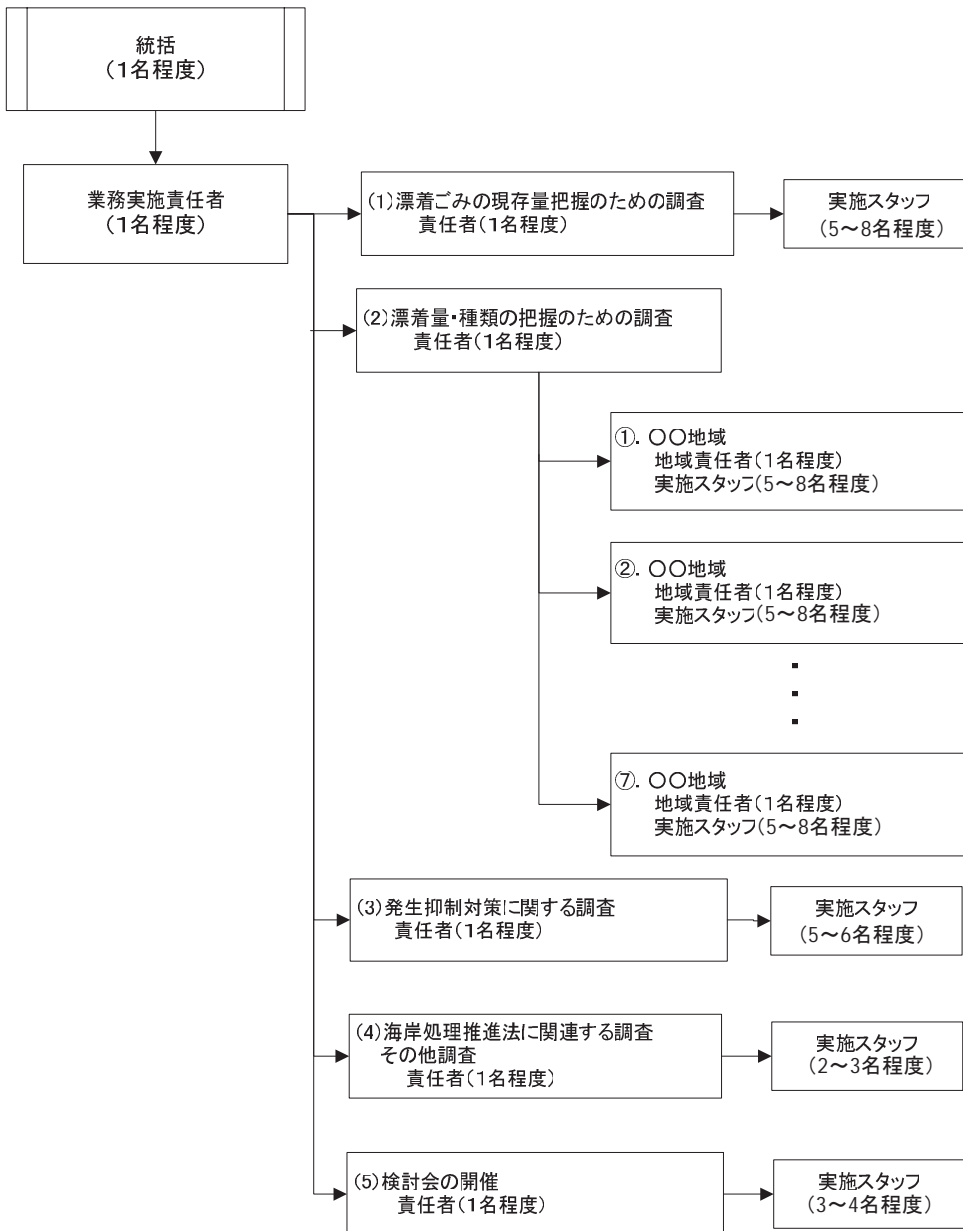 統括
(1名程度)
業務実施責任者
(1名程度)
(1)漂着ごみの現存量把握のための調査
責任者(1名程度)
実施スタッフ
(5～8名程度)
(2)漂着量・種類の把握のための調査
責任者(1名程度)
①. 〇〇地域
地域責任者(1名程度)
実施スタッフ(5～8名程度)
②. 〇〇地域
地域責任者(1名程度)
実施スタッフ(5～8名程度)
⑦. 〇〇地域
地域責任者(1名程度)
実施スタッフ(5～8名程度)
(3)発生抑制対策に関する調査
責任者(1名程度)
実施スタッフ
(5～6名程度)
(4)海岸処理推進法に関連する調査
その他調査
責任者(1名程度)
実施スタッフ
(2～3名程度)
(5)検討会の開催
責任者(1名程度)
実施スタッフ
(3～4名程度)